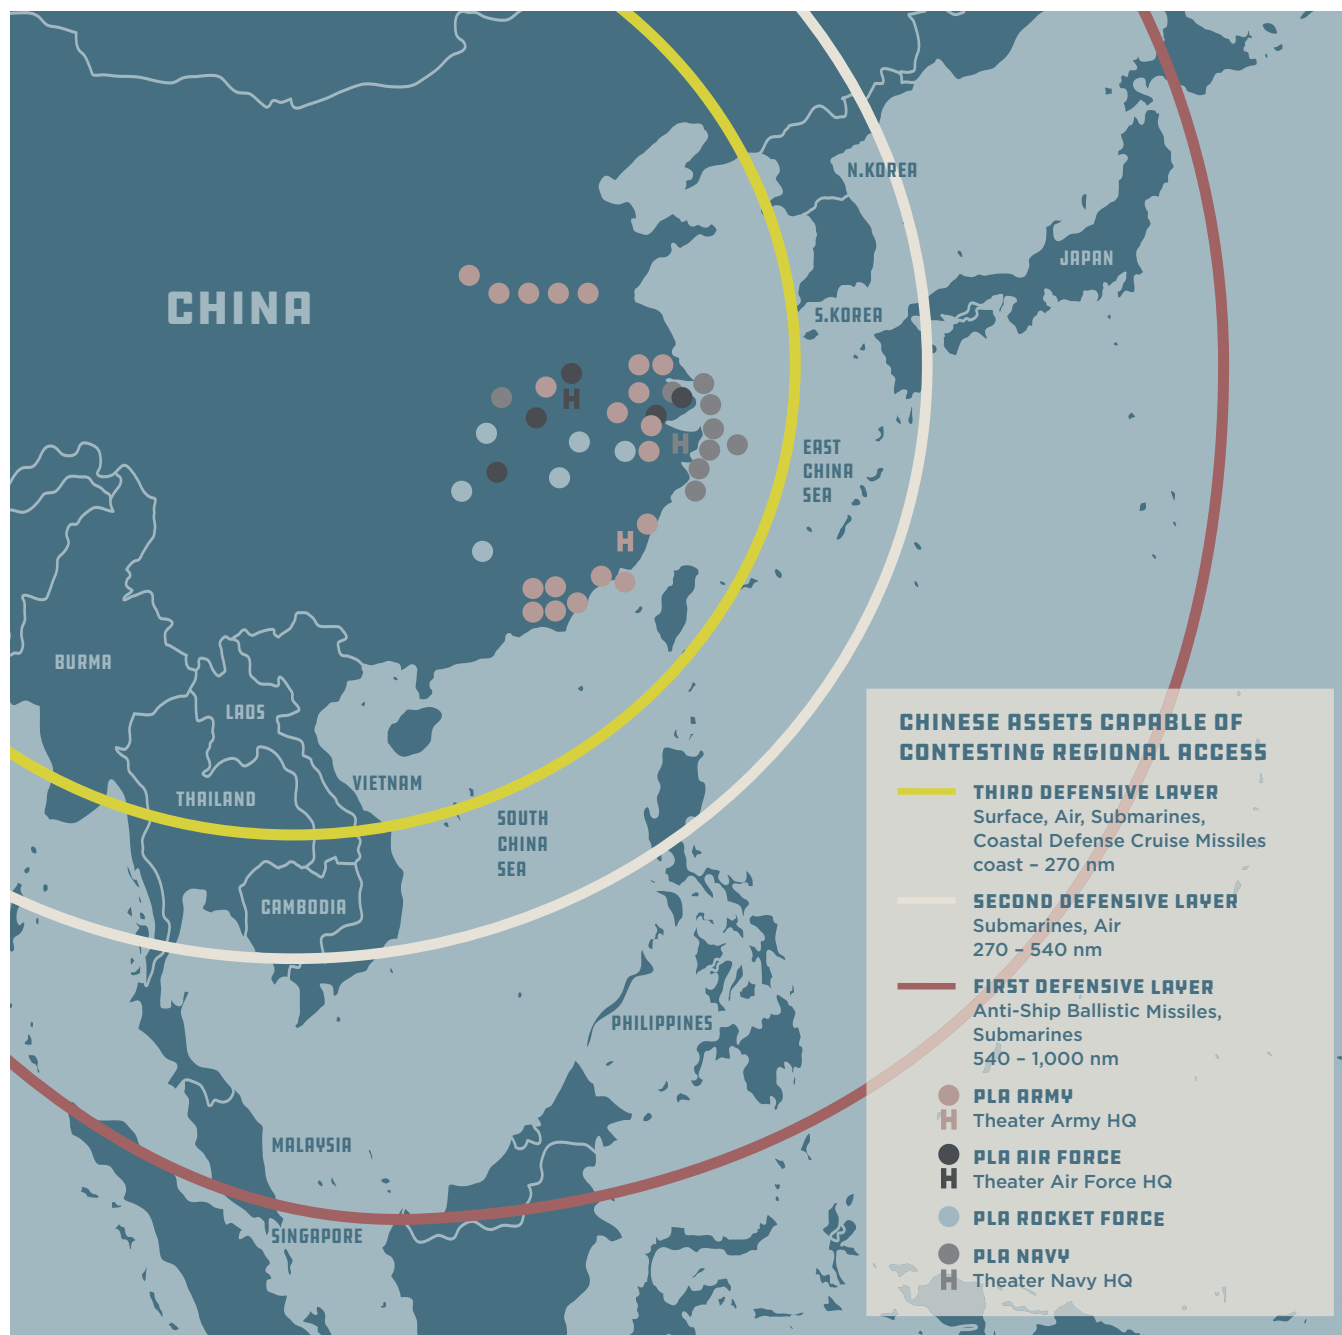 N.KOREA
JAPAN
CHINA
S.KOREA
H
EAST
CHINA
SEA
H
H
BURMA
LAOS
VIETNAM
THAILAND
SOUTH
CHINA
SEA
CAMBODIA
PHILIPPINES
MALAYSIA
SINGAPORE
CHINESE ASSETS CAPABLE OF
CONTESTING REGIONAL ACCESS
THIRD DEFENSIVE LAYER
Surface, Air, Submarines,
Coastal Defense Cruise Missiles
coast – 270 nm
SECOND DEFENSIVE LAYER
Submarines, Air
270 – 540 nm
FIRST DEFENSIVE LAYER
Anti-Ship Ballistic Missiles,
Submarines
540 – 1,000 nm
PLA ARMY
H Theater Army HQ
PLA AIR FORCE
H Theater Air Force HQ
PLA ROCKET FORCE
PLA NAVY
H Theater Navy HQ